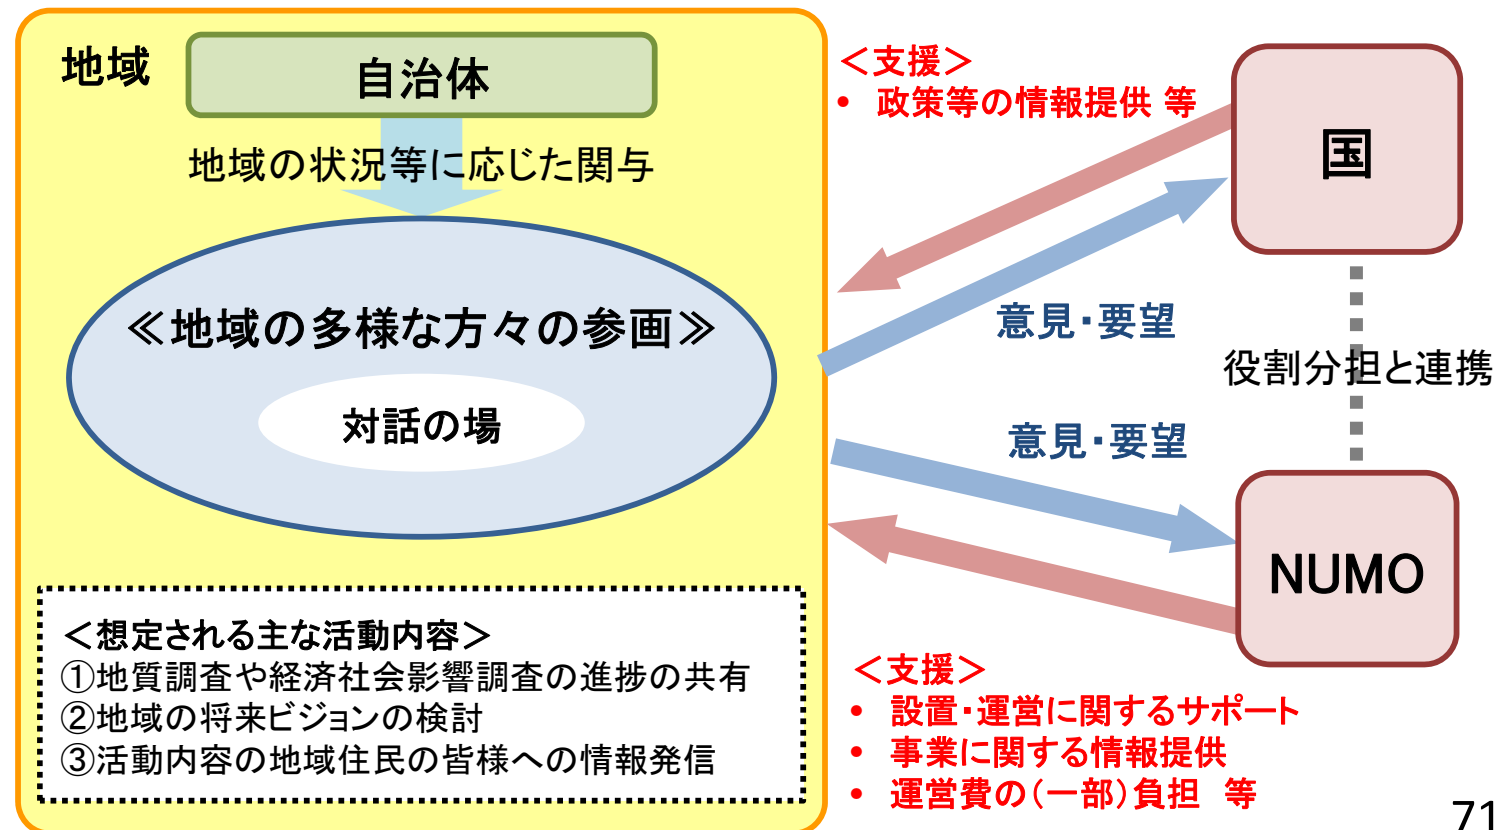 地域
自治体
地域の状況等に応じた関与
≪地域の多様な方々の参画≫
対話の場
＜想定される主な活動内容＞
①地質調査や経済社会影響調査の進捗の共有
②地域の将来ビジョンの検討
③活動内容の地域住民の皆様への情報発信
＜支援＞
• 政策等の情報提供 等
国
意見・要望
役割分担と連携
意見・要望
NUMO
＜支援＞
• 設置・運営に関するサポート
• 事業に関する情報提供
• 運営費の（一部）負担　等
71